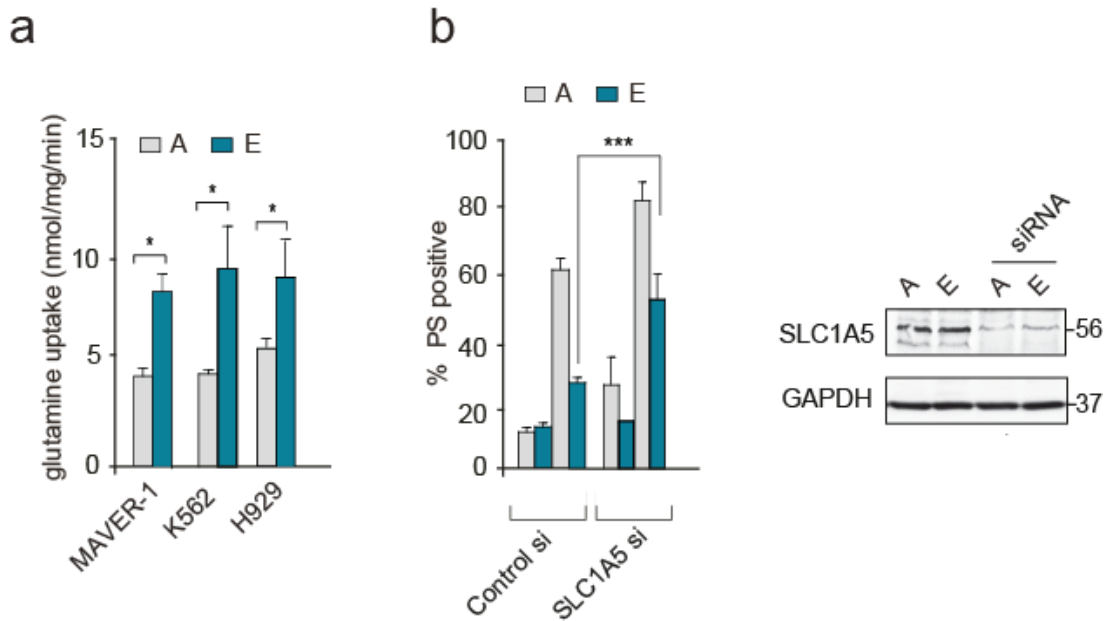 a
15
A E
*
*
*
10
5
0
glutamine uptake (nmol/mg/min)
MAVER-1
K562
H929
b
A E
100
80
60
40
20
0
% PS positive
***
Control si
SLC1A5 si
siRNA
A E A E
SLC1A5
56
GAPDH
37